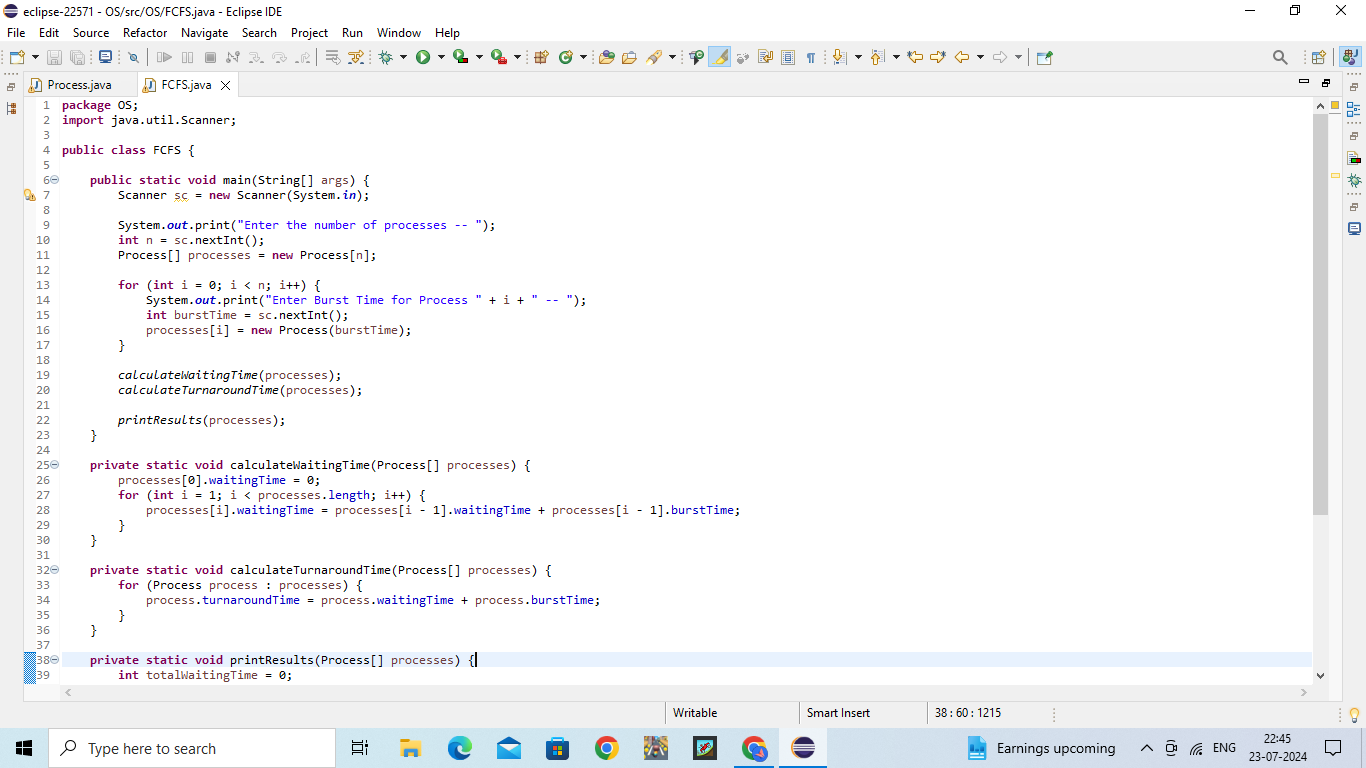 eclipse-22571 - OS/src/OS/FCFS.java - Eclipse IDE
File Edit Source Refactor Navigate Search Project Run Window Help
Process.java FCFS.java
1 package OS;
2 import java.util.Scanner;
3
4 public class FCFS {
5
6 public static void main(String[] args) {
7 Scanner sc = new Scanner(System.in);
8
9 System.out.print("Enter the number of processes -- ");
10 int n = sc.nextInt();
11 Process[] processes = new Process[n];
12
13 for (int i = 0; i < n; i++) {
14 System.out.print("Enter Burst Time for Process " + i + " -- ");
15 int burstTime = sc.nextInt();
16 processes[i] = new Process(burstTime);
17 }
18
19 calculateWaitingTime(processes);
20 calculateTurnaroundTime(processes);
21
22 printResults(processes);
23 }
24
25 private static void calculateWaitingTime(Process[] processes) {
26 processes[0].waitingTime = 0;
27 for (int i = 1; i < processes.length; i++) {
28 processes[i].waitingTime = processes[i - 1].waitingTime + processes[i - 1].burstTime;
29 }
30 }
31
32 private static void calculateTurnaroundTime(Process[] processes) {
33 for (Process process : processes) {
34 process.turnaroundTime = process.waitingTime + process.burstTime;
35 }
36 }
37
38 private static void printResults(Process[] processes) {
39 int totalWaitingTime = 0;
Writable Smart Insert 38 : 60 : 1215
Type here to search Earnings upcoming ENG 22:45
23-07-2024